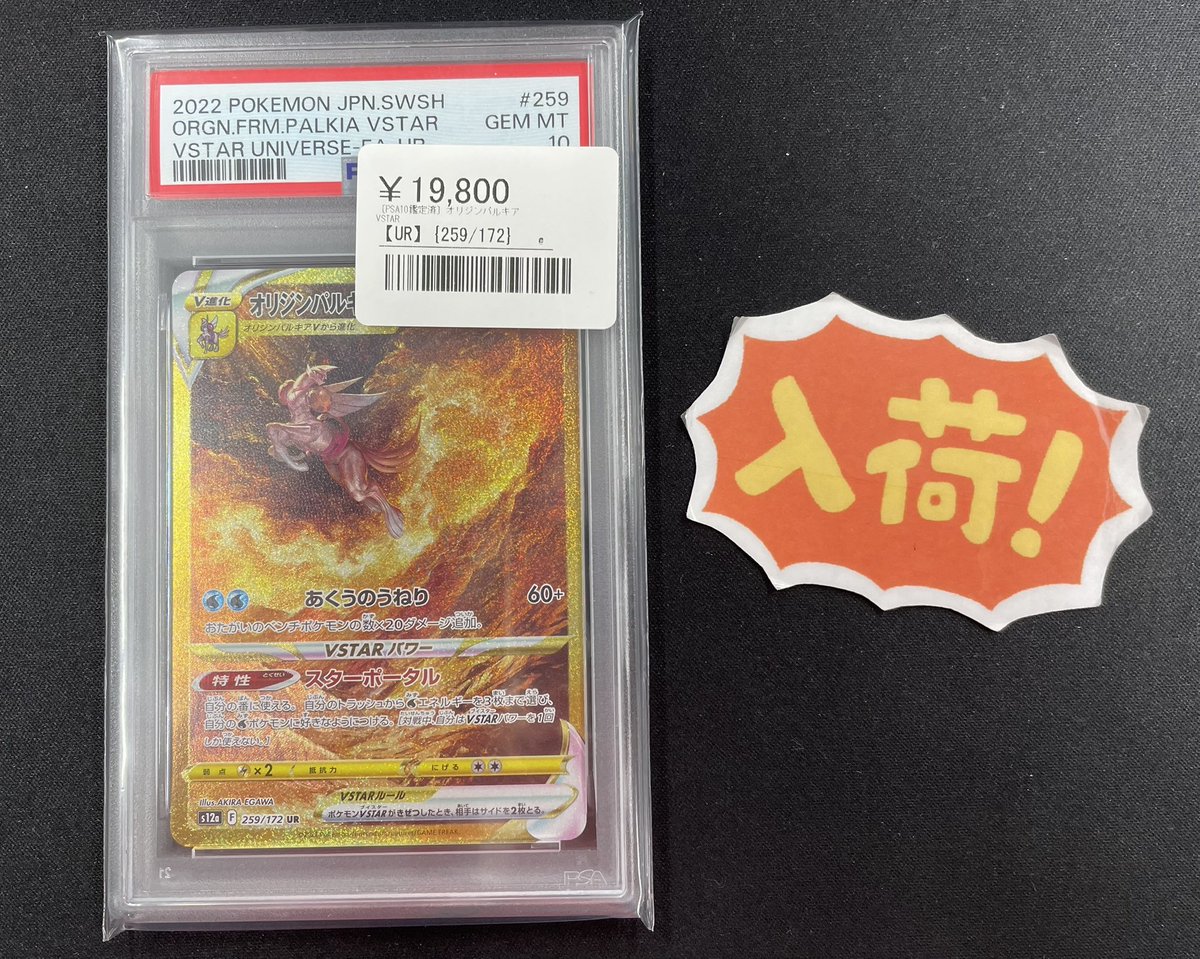 2022 POKEMON JPN.SWSH #259
ORGN.FRM.PALKIA VSTAR GEM MT
VSTAR UNIVERSE-FA-UR 10
¥19,800
[PSA10鑑定済] オリジンパルキア
VSTAR
【UR】 {259/172} e
V進化 オリジンパルキ
オリジンパルキアVから進化
入荷!
あくうのうねり 60+
おたがいのベンチポケモンの数×20ダメージ追加。
VSTARパワー
特性 スターポータル
自分の番に使える。自分のトラッシュからエネルギーを3枚まで選び、
自分のポケモンに好きなようにつける。[対戦中、自分はVSTARパワーを1回
しか使えない。]
弱点 ×2 抵抗力 にげる
Illus. AKIRA EGAWA
VSTARルール
ポケモンVSTARがきぜつしたとき、相手はサイドを2枚とる。
s12a F 259/172 UR
PSA